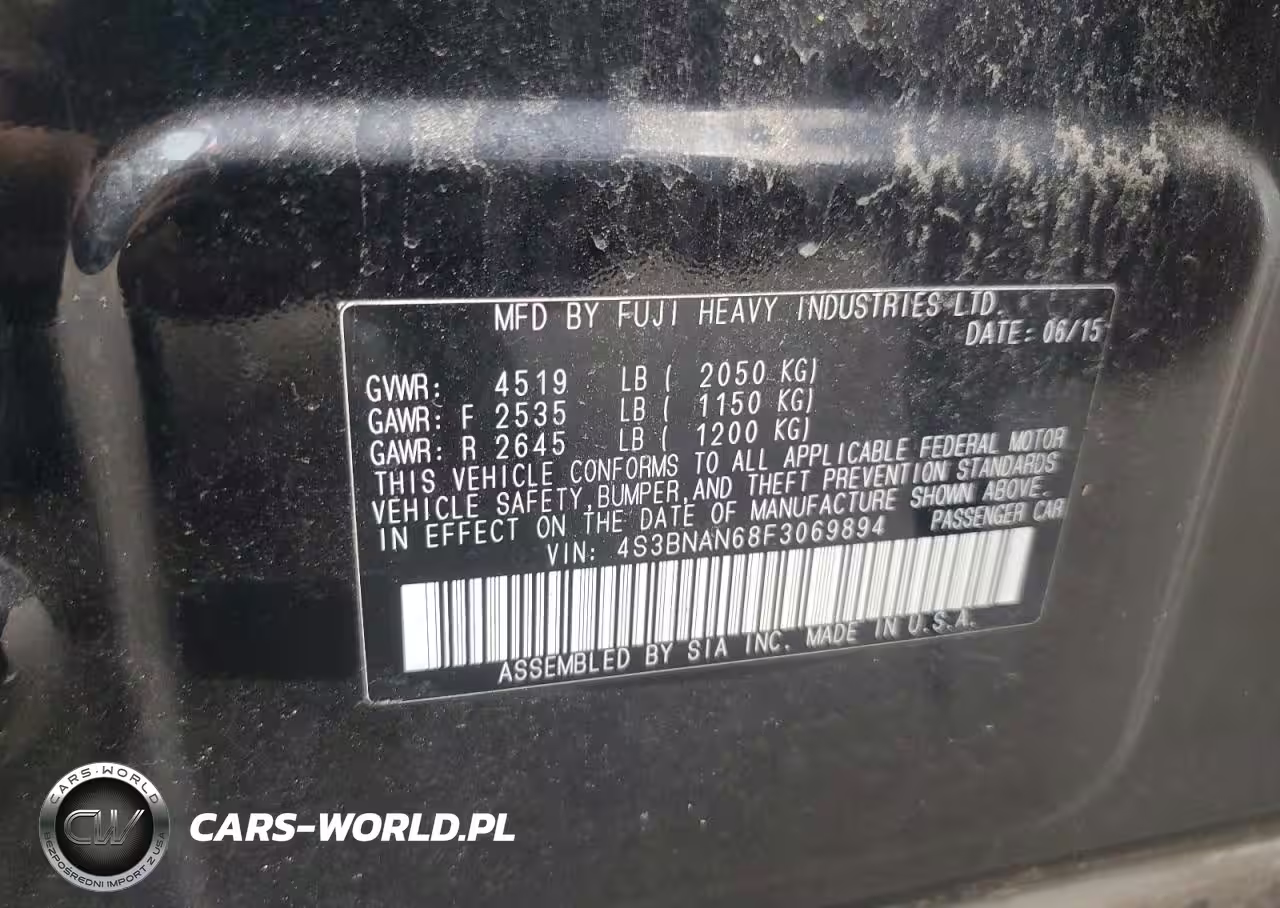 MFD BY FUJI HEAVY INDUSTRIES LTD.
DATE: 06/15
GVWR: 4519 LB ( 2050 KG)
GAWR: F 2535 LB ( 1150 KG)
GAWR: R 2645 LB ( 1200 KG)
THIS VEHICLE CONFORMS TO ALL APPLICABLE FEDERAL MOTOR
VEHICLE SAFETY, BUMPER, AND THEFT PREVENTION STANDARDS
IN EFFECT ON THE DATE OF MANUFACTURE SHOWN ABOVE.
VIN: 4S3BNAN68F3069894 PASSENGER CAR
ASSEMBLED BY SIA INC. MADE IN U.S.A.
CARS-WORLD
CW
BEZPOŚREDNI IMPORT Z USA
CARS-WORLD.PL